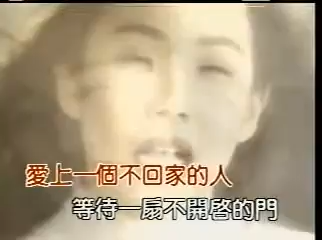 愛上一個不回家的人
等待一扇不開啓的門